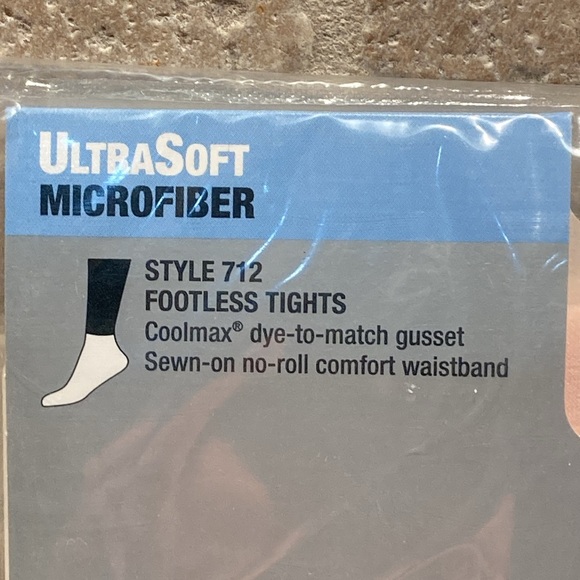 ULTRASOFT
MICROFIBER
STYLE 712
FOOTLESS TIGHTS
Coolmax® dye-to-match gusset
Sewn-on no-roll comfort waistband